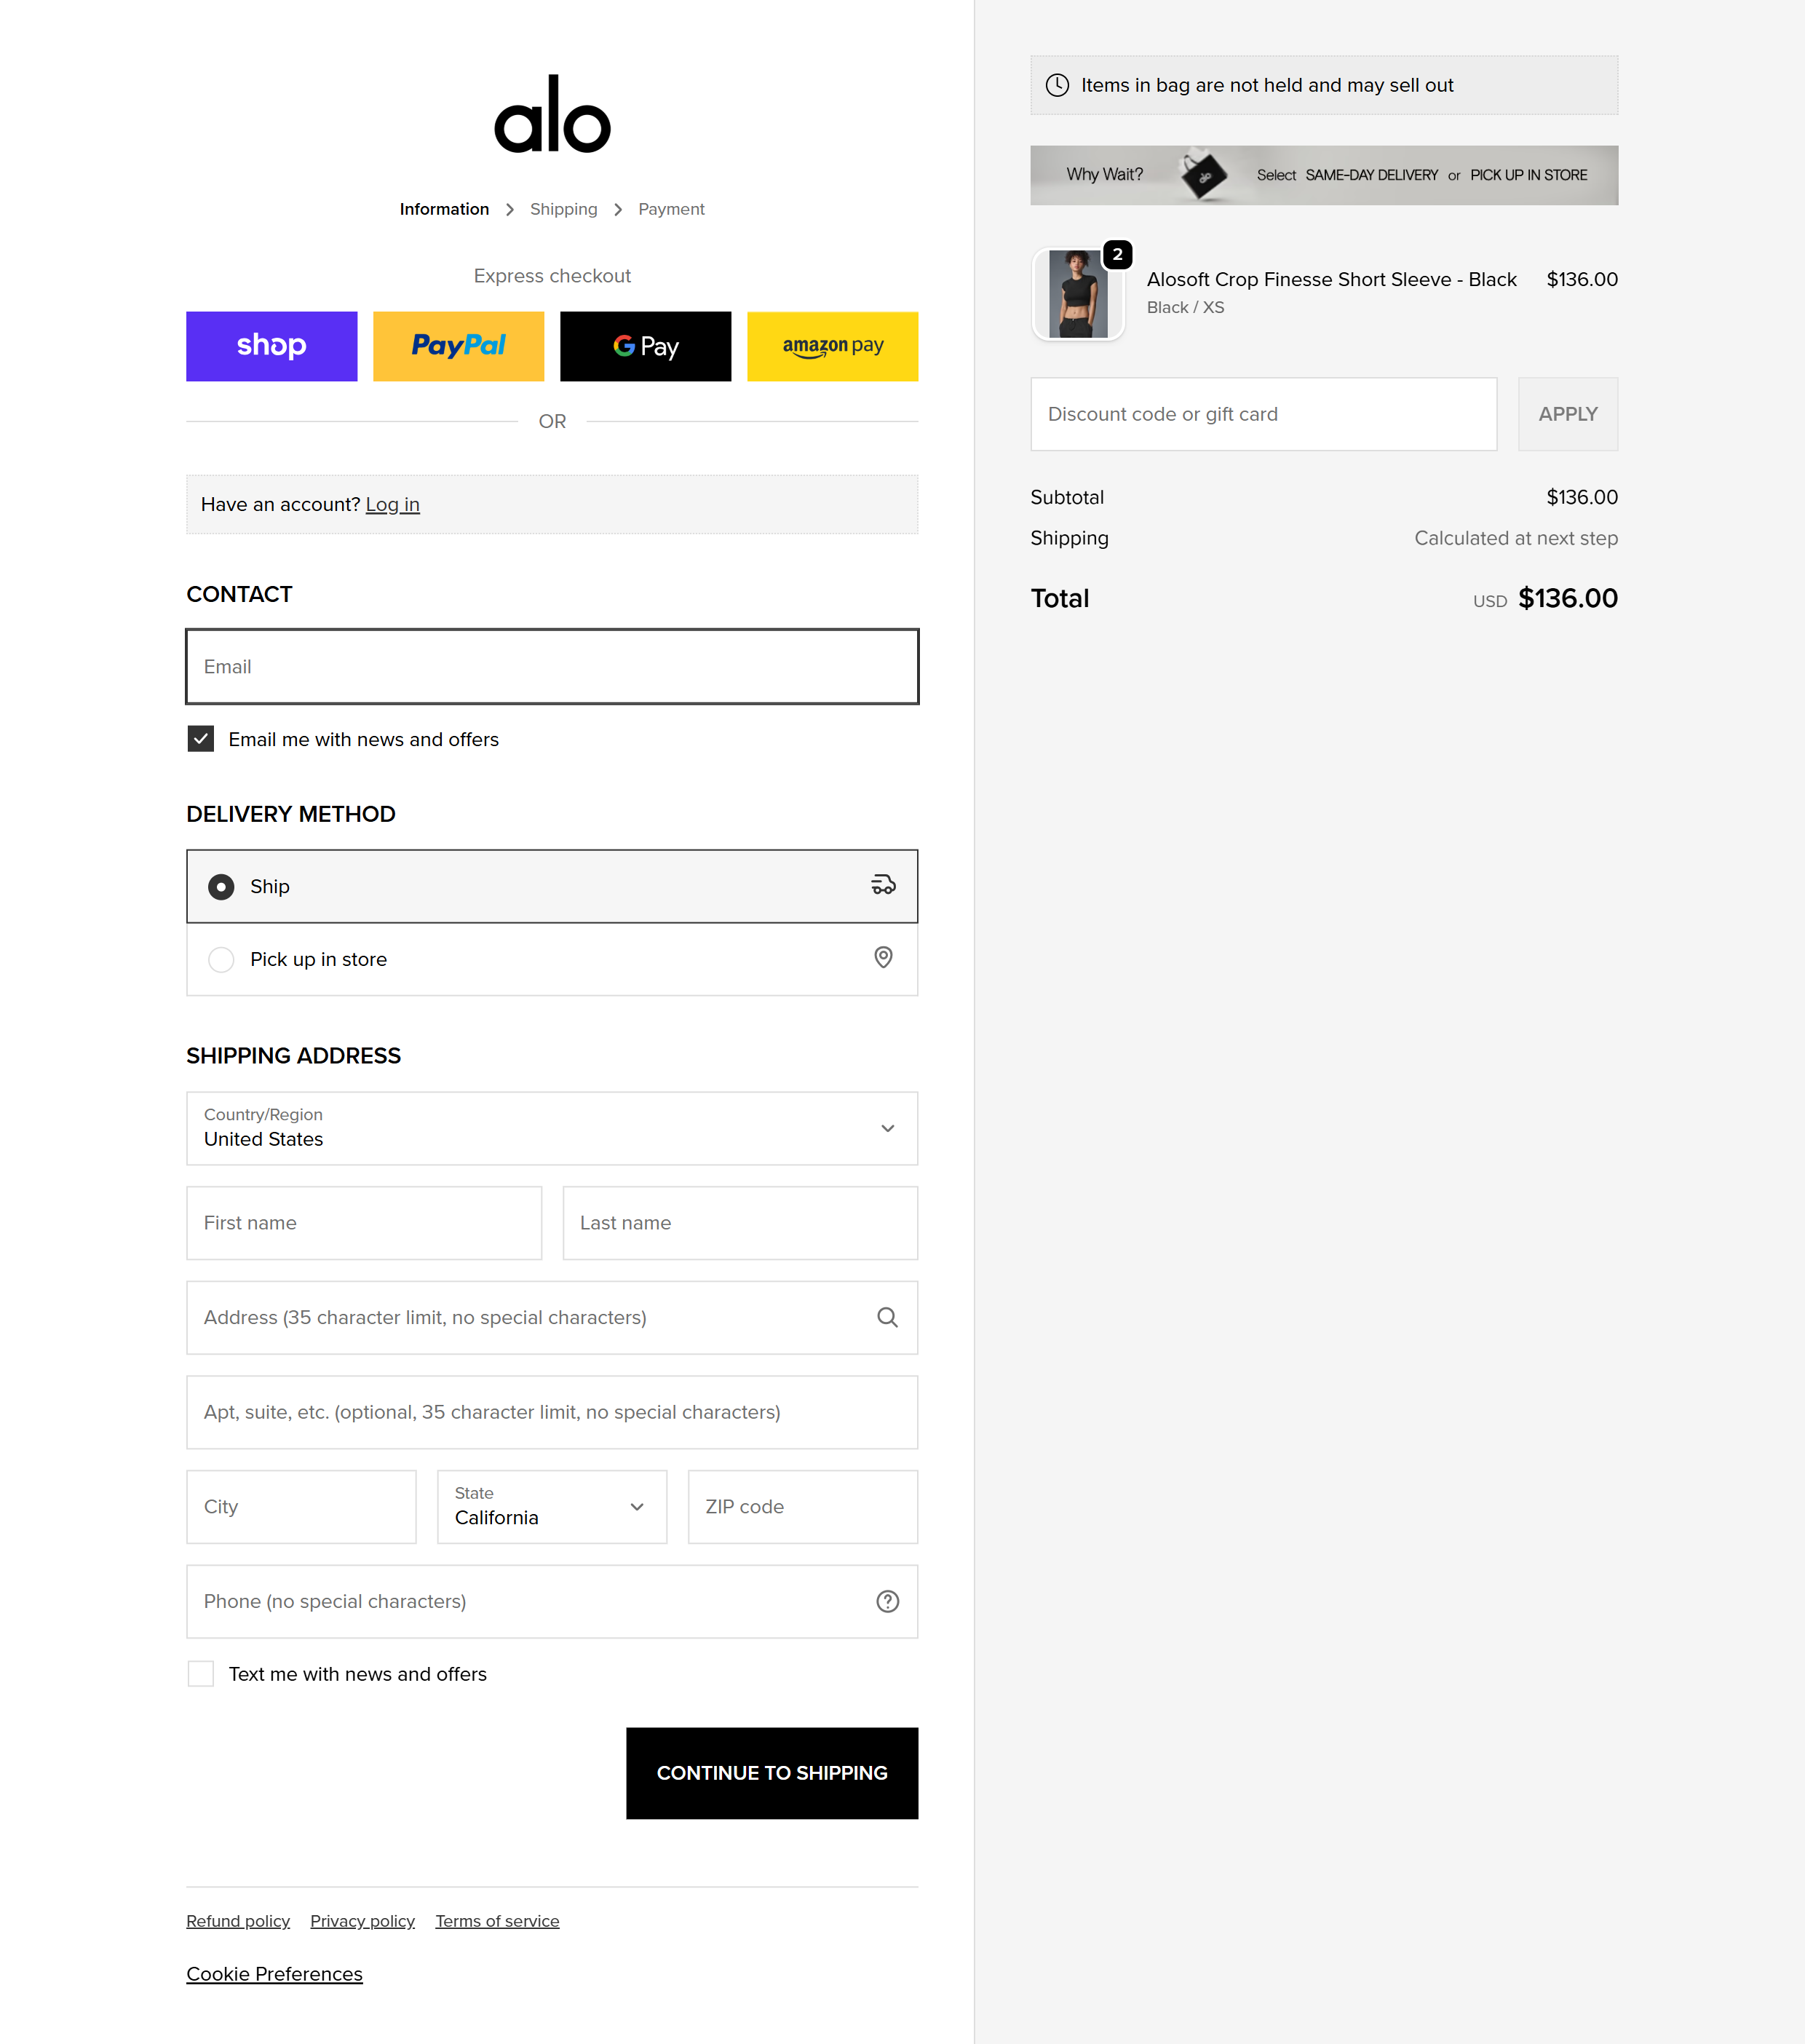 alo
Information > Shipping > Payment
Express checkout
shop PayPal G Pay amazon pay
OR
Have an account? Log in
CONTACT
Email
Email me with news and offers
DELIVERY METHOD
Ship
Pick up in store
SHIPPING ADDRESS
Country/Region
United States
First name Last name
Address (35 character limit, no special characters)
Apt, suite, etc. (optional, 35 character limit, no special characters)
City State California ZIP code
Phone (no special characters)
Text me with news and offers
CONTINUE TO SHIPPING
Refund policy Privacy policy Terms of service
Cookie Preferences
Items in bag are not held and may sell out
Why Wait? alo Select SAME-DAY DELIVERY or PICK UP IN STORE
2
Alosoft Crop Finesse Short Sleeve - Black $136.00
Black / XS
Discount code or gift card APPLY
Subtotal $136.00
Shipping Calculated at next step
Total USD $136.00